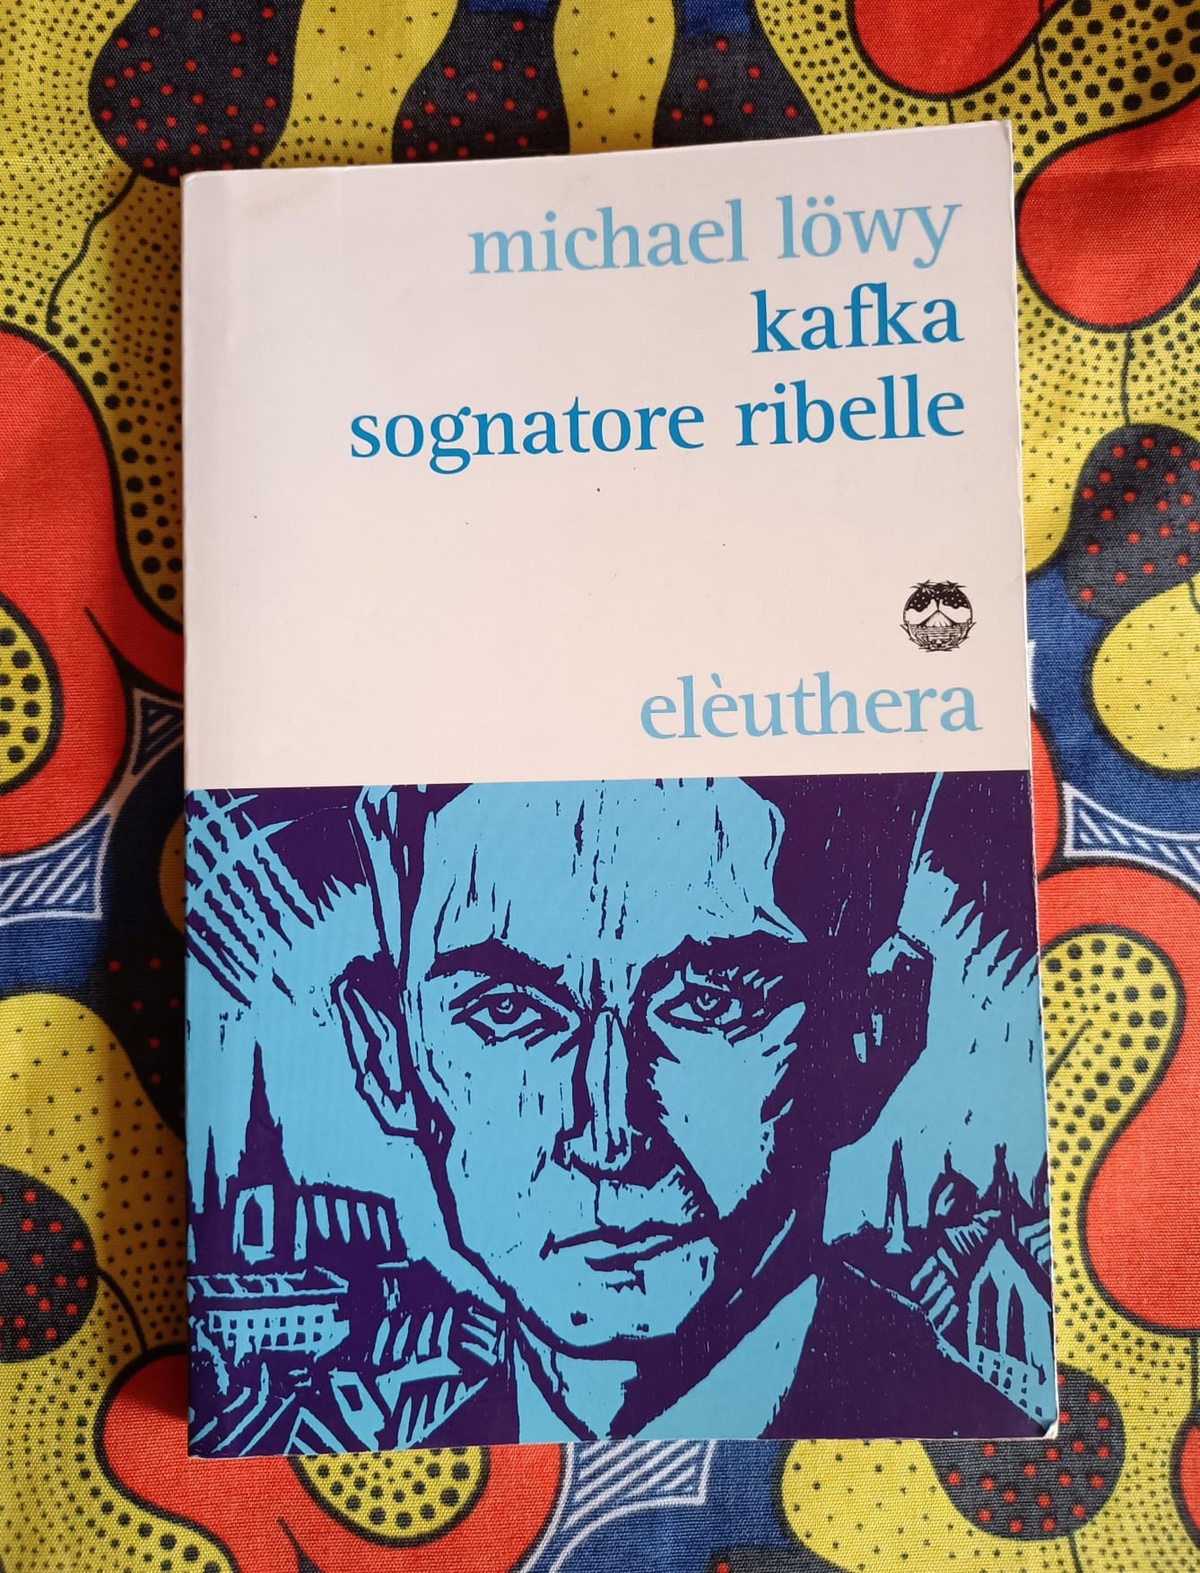 michael löwy
kafka
sognatore ribelle
elèuthera